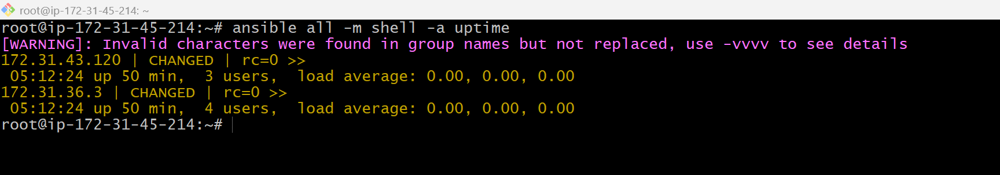 root@ip-172-31-45-214: ~
root@ip-172-31-45-214:~# ansible all -m shell -a uptime
[WARNING]: Invalid characters were found in group names but not replaced, use -vvvv to see details
172.31.43.120 | CHANGED | rc=0 >>
 05:12:24 up 50 min,  3 users,  load average: 0.00, 0.00, 0.00
172.31.36.3 | CHANGED | rc=0 >>
 05:12:24 up 50 min,  4 users,  load average: 0.00, 0.00, 0.00
root@ip-172-31-45-214:~#